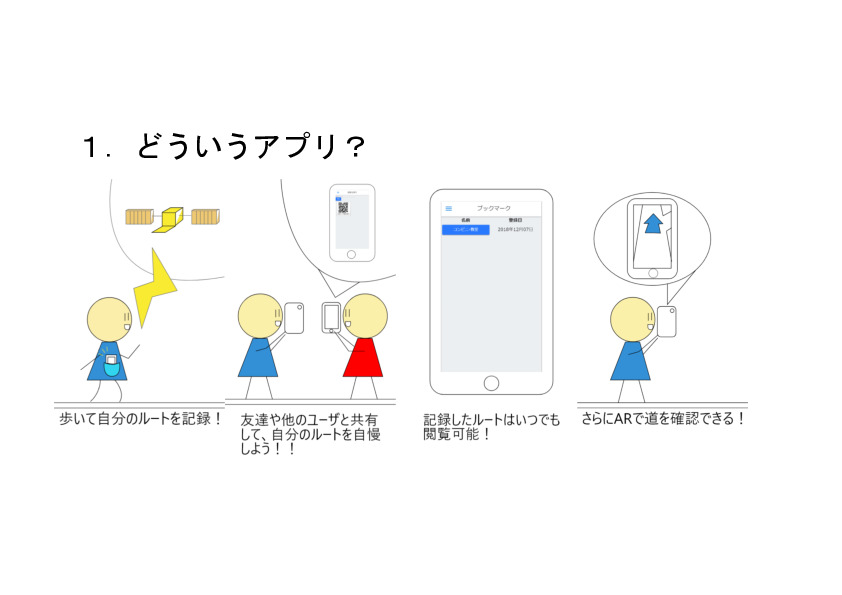 １．どういうアプリ？
歩いて自分のルートを記録！
友達や他のユーザと共有
して、自分のルートを自慢
しよう！！
ブックマーク
名前 登録日
2018年12月07日
記録したルートはいつでも
閲覧可能！
さらにARで道を確認できる！